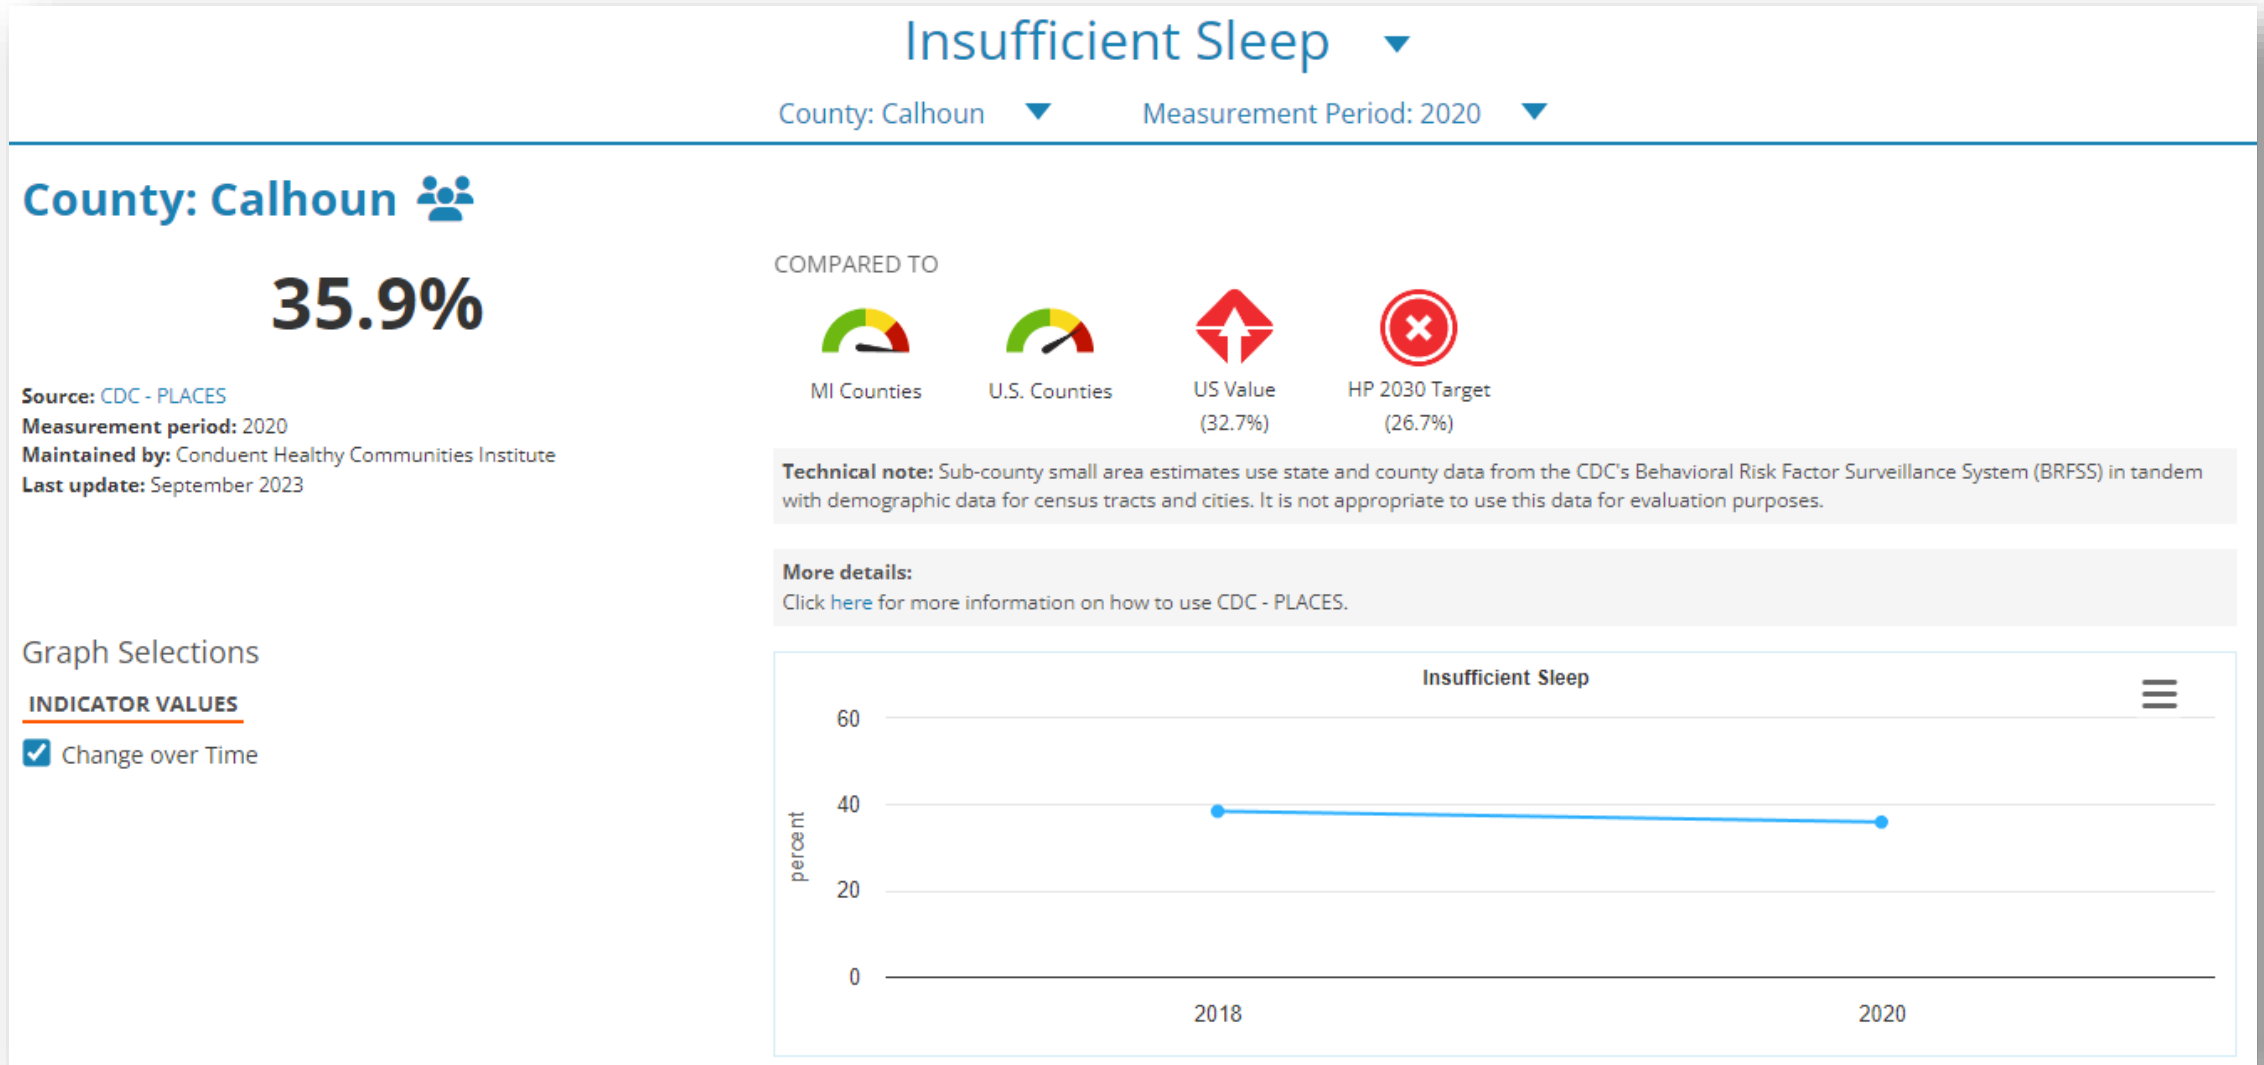 Insufficient Sleep
County: Calhoun Measurement Period: 2020
County: Calhoun
35.9%
Source: CDC - PLACES
Measurement period: 2020
Maintained by: Conduent Healthy Communities Institute
Last update: September 2023
COMPARED TO
MI Counties
U.S. Counties
US Value
(32.7%)
HP 2030 Target
(26.7%)
Technical note: Sub-county small area estimates use state and county data from the CDC's Behavioral Risk Factor Surveillance System (BRFSS) in tandem
with demographic data for census tracts and cities. It is not appropriate to use this data for evaluation purposes.
More details:
Click here for more information on how to use CDC - PLACES.
Graph Selections
INDICATOR VALUES
Change over Time
Insufficient Sleep
percent
60
40
20
0
2018
2020